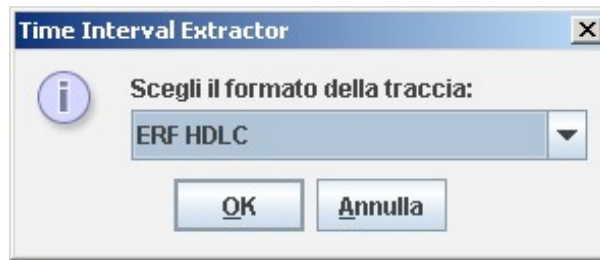 Time Interval Extractor
Scegli il formato della traccia:
ERF HDLC
OK Annulla